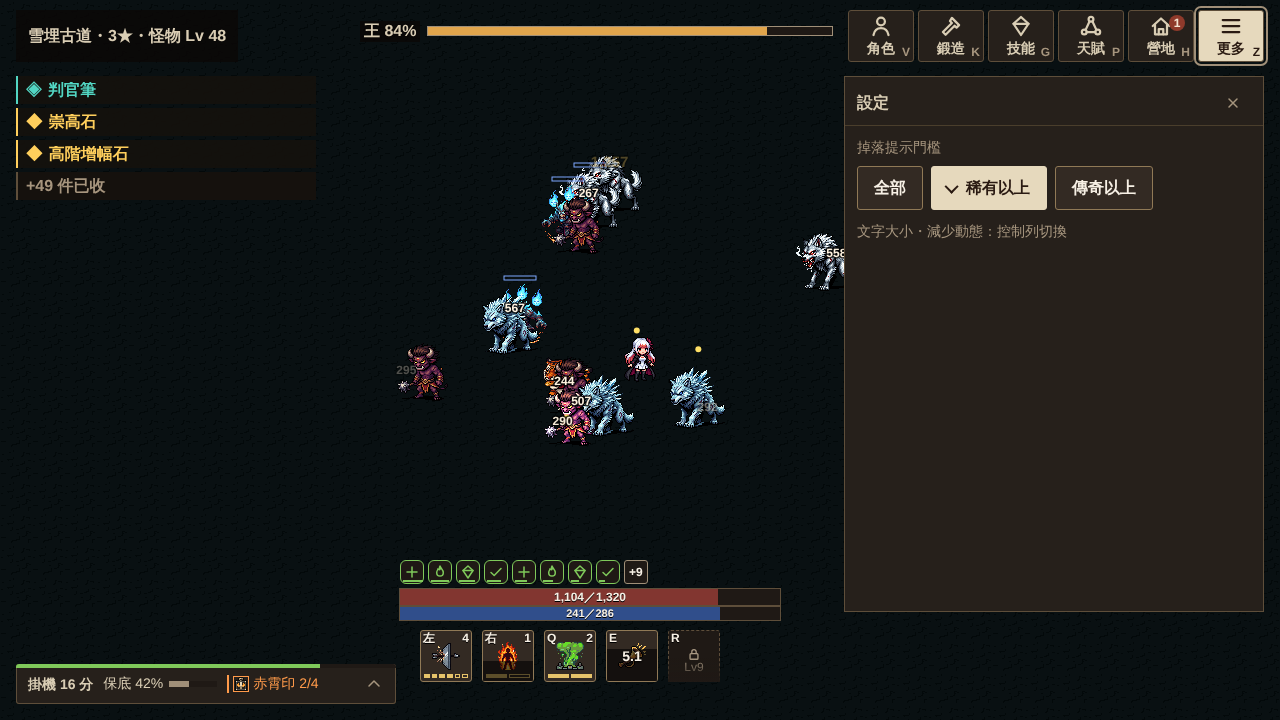 雪埋古道・3★・怪物 Lv 48
王 84%
角色 V
鍛造 K
技能 G
天賦 P
營地 H
1
更多 Z
◈ 判官筆
◆ 崇高石
◆ 高階增幅石
+49 件已收
設定
掉落提示門檻
全部
稀有以上
傳奇以上
文字大小・減少動態：控制列切換
267
558
567
295
244
507
290
+9
1,104／1,320
241／286
左 4
右 1
Q 2
E 5.1
R Lv9
掛機 16 分 保底 42% 赤霄印 2/4